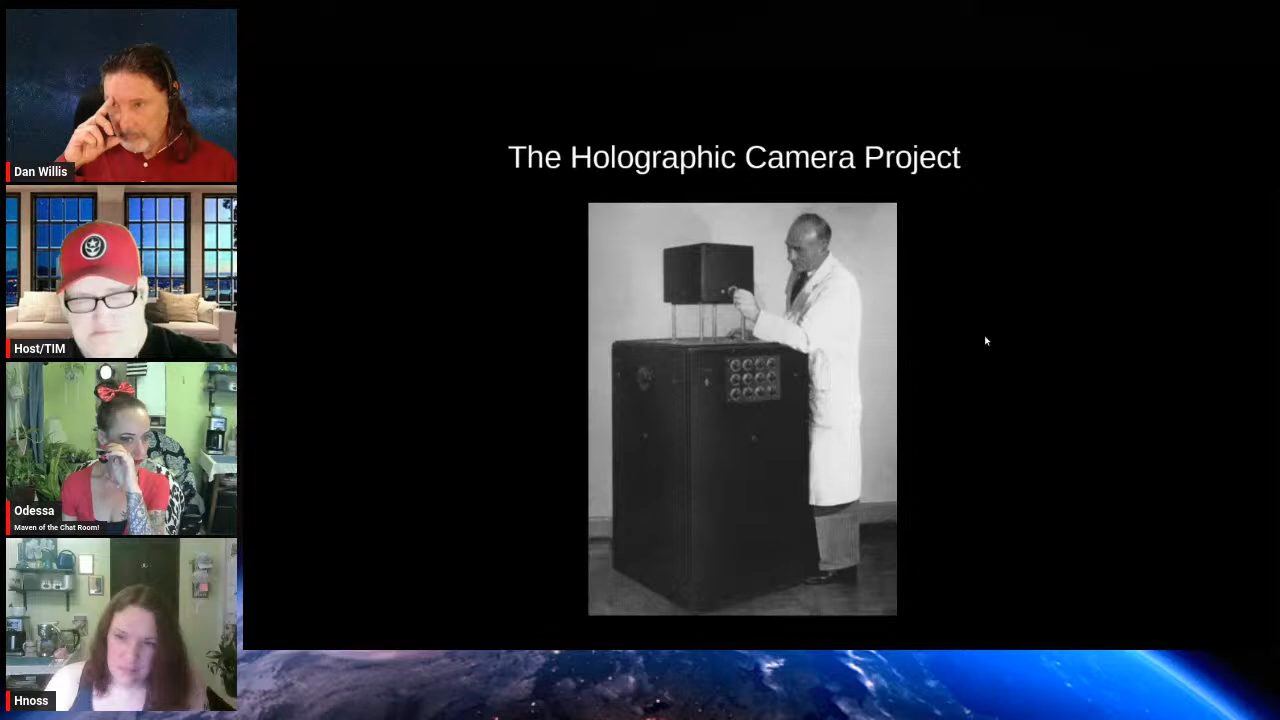 Dan Willis
Host/TIM
Odessa
Maven of the Chat Room!
Hnoss
The Holographic Camera Project